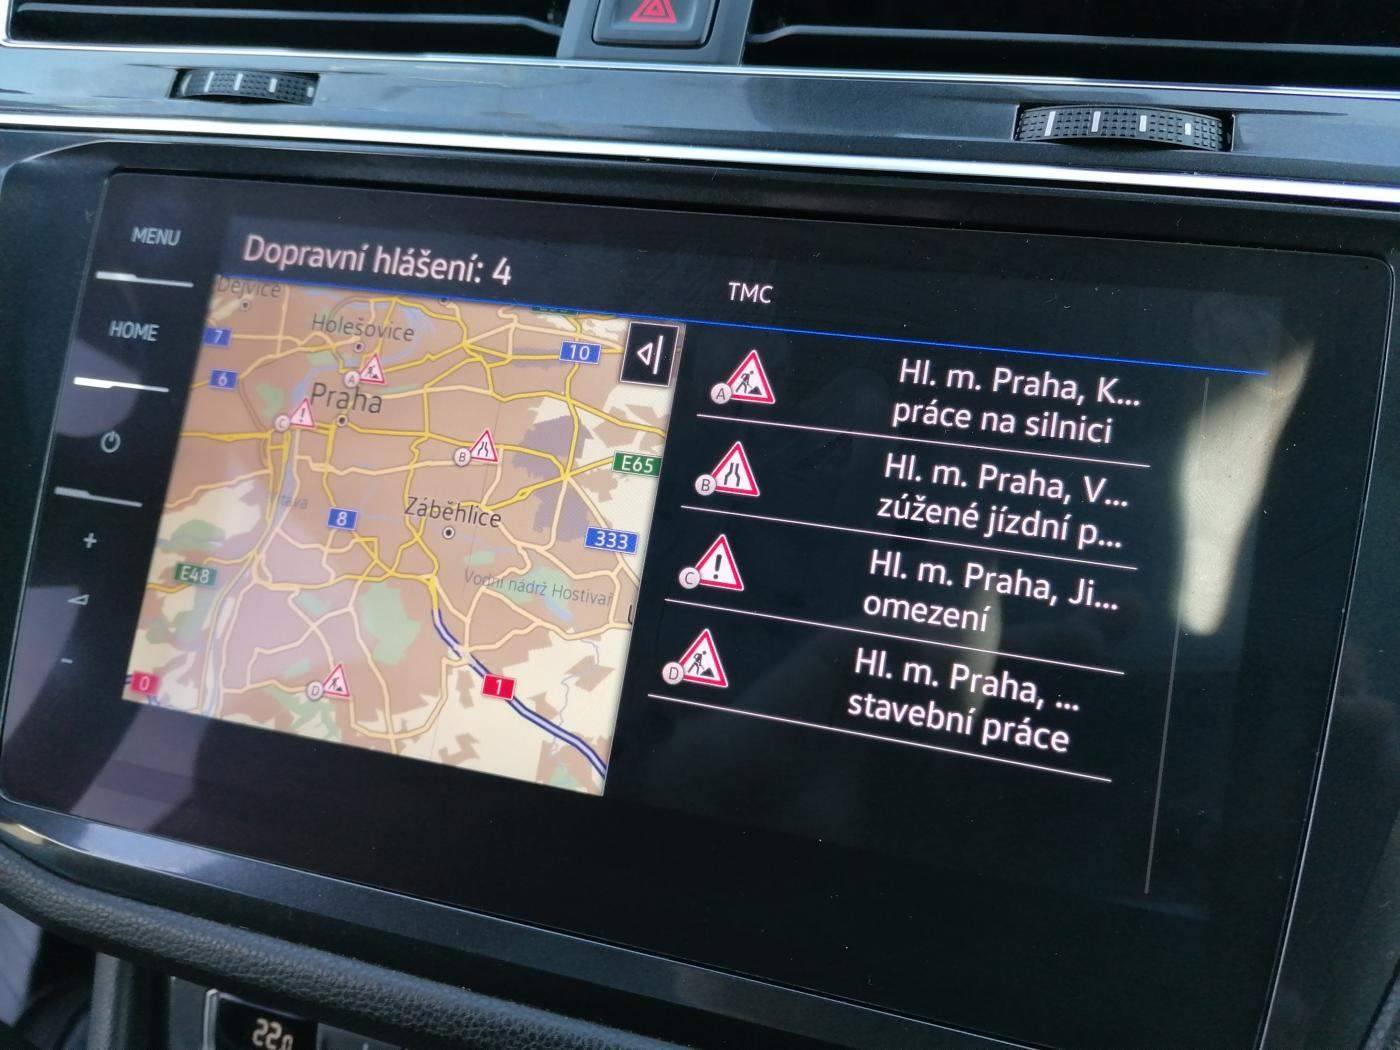 MENU
HOME
Dopravní hlášení: 4
TMC
Dejvice
Holešovice
7
10
6
A
Praha
C
B
E65
Záběhlice
8
333
E48
Vodní nádrž Hostivař
D
0
1
A
Hl. m. Praha, K...
práce na silnici
B
Hl. m. Praha, V...
zúžené jízdní p...
C
Hl. m. Praha, Ji...
omezení
D
Hl. m. Praha, ...
stavební práce